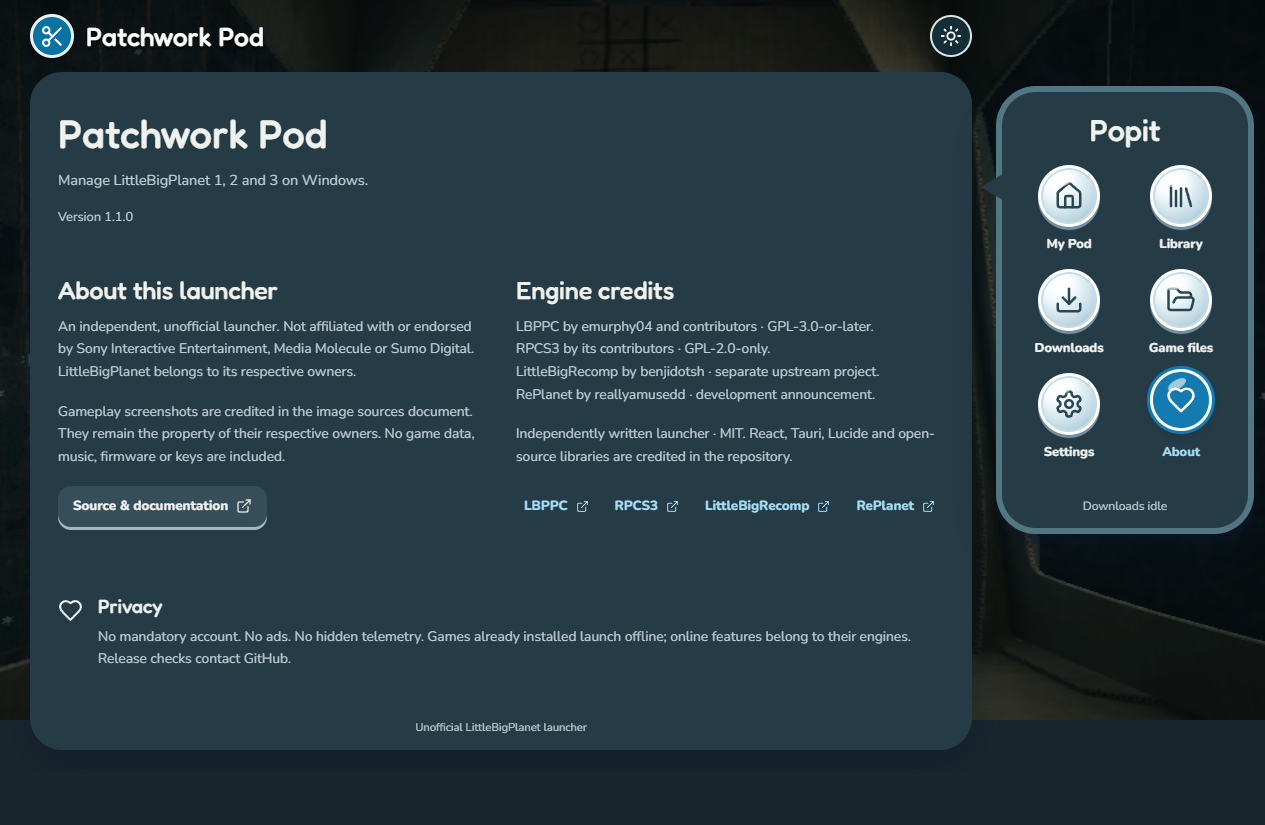 Patchwork Pod
Patchwork Pod
Manage LittleBigPlanet 1, 2 and 3 on Windows.
Version 1.1.0
About this launcher
An independent, unofficial launcher. Not affiliated with or endorsed
by Sony Interactive Entertainment, Media Molecule or Sumo Digital.
LittleBigPlanet belongs to its respective owners.
Gameplay screenshots are credited in the image sources document.
They remain the property of their respective owners. No game data,
music, firmware or keys are included.
Source & documentation
Engine credits
LBPPC by emurphy04 and contributors · GPL-3.0-or-later.
RPCS3 by its contributors · GPL-2.0-only.
LittleBigRecomp by benjidotsh · separate upstream project.
RePlanet by reallyamusedd · development announcement.
Independently written launcher · MIT. React, Tauri, Lucide and open-
source libraries are credited in the repository.
LBPPC RPCS3 LittleBigRecomp RePlanet
Privacy
No mandatory account. No ads. No hidden telemetry. Games already installed launch offline; online features belong to their engines.
Release checks contact GitHub.
Unofficial LittleBigPlanet launcher
Popit
My Pod Library
Downloads Game files
Settings About
Downloads idle